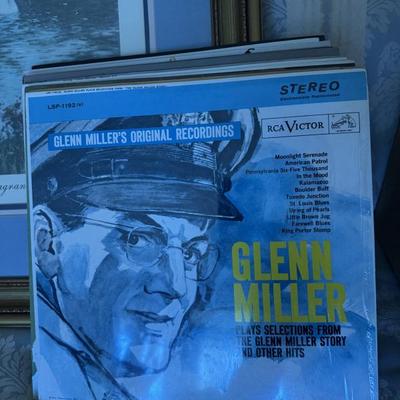 STEREO
LSP-1192 (e)
GLENN MILLER'S ORIGINAL RECORDINGS
RCA VICTOR
Moonlight Serenade
American Patrol
Pennsylvania Six-Five Thousand
In the Mood
Kalamazoo
Boulder Buff
Tuxedo Junction
St. Louis Blues
String of Pearls
Little Brown Jug
Farewell Blues
King Porter Stomp
GLENN
MILLER
PLAYS SELECTIONS FROM
THE GLENN MILLER STORY
AND OTHER HITS